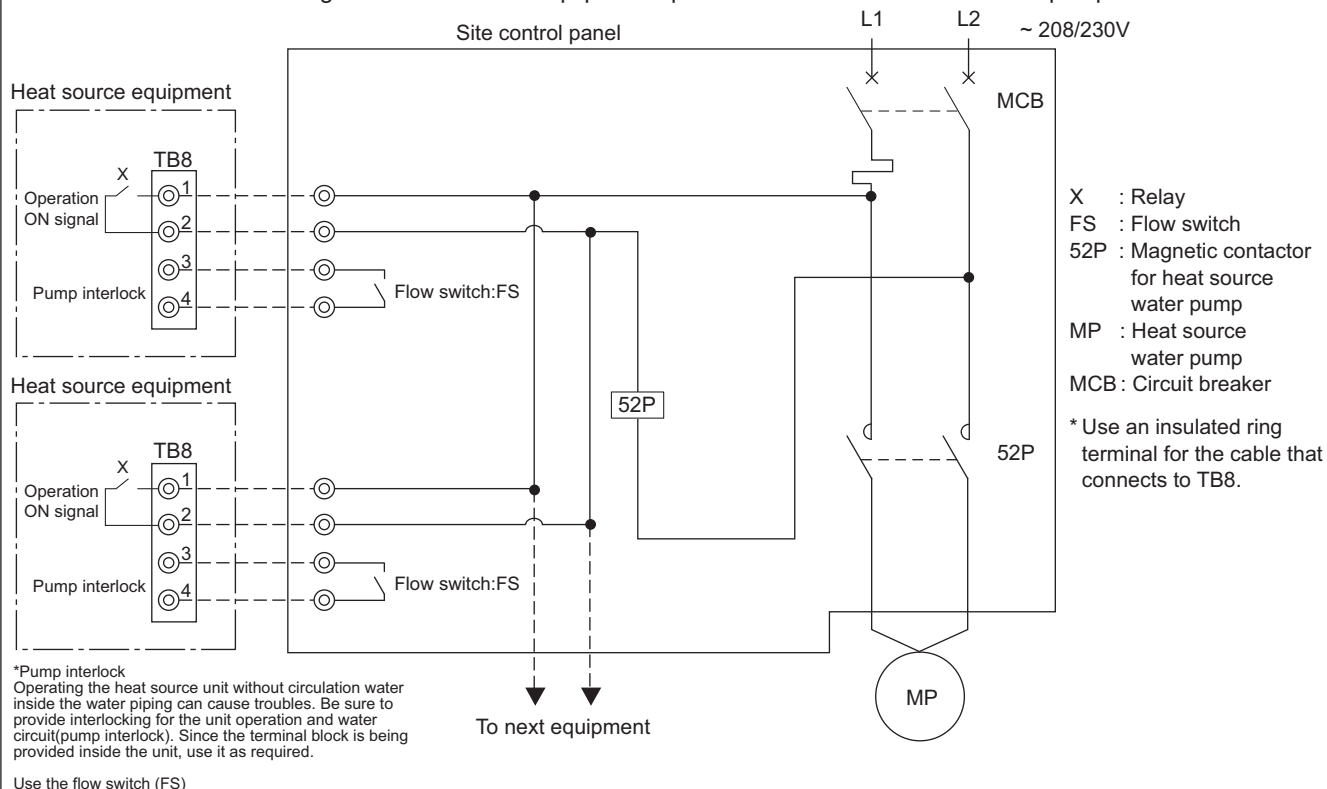 Site control panel
L1
L2
~ 208/230V
MCB
Heat source equipment
TB8
X
Operation
ON signal
1
2
3
4
Pump interlock
Flow switch:FS
52P
Heat source equipment
TB8
X
Operation
ON signal
1
2
3
4
Pump interlock
Flow switch:FS
52P
MP
To next equipment
X : Relay
FS : Flow switch
52P : Magnetic contactor
for heat source
water pump
MP : Heat source
water pump
MCB : Circuit breaker
* Use an insulated ring
terminal for the cable that
connects to TB8.
*Pump interlock
Operating the heat source unit without circulation water
inside the water piping can cause troubles. Be sure to
provide interlocking for the unit operation and water
circuit(pump interlock). Since the terminal block is being
provided inside the unit, use it as required.
Use the flow switch (FS)